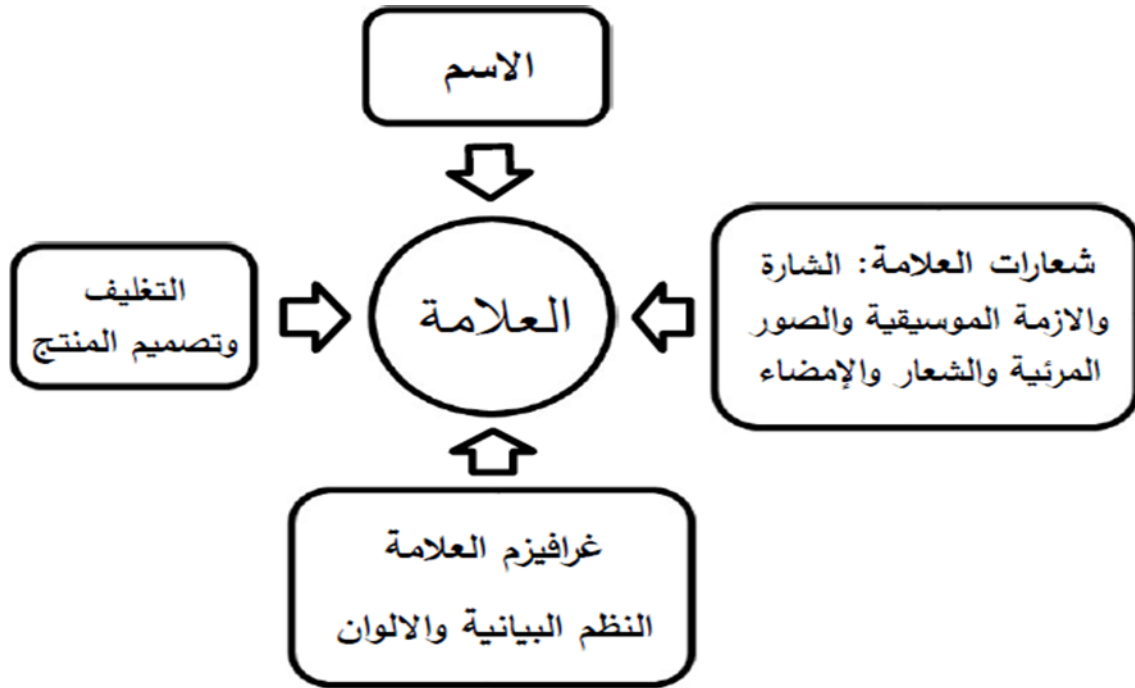 الاسم
شعارات العلامة: الشارة
والازمة الموسيقية والصور
المرئية والشعار والإمضاء
العلامة
التغليف
وتصميم المنتج
غرافيزم العلامة
النظم البيانية والالوان